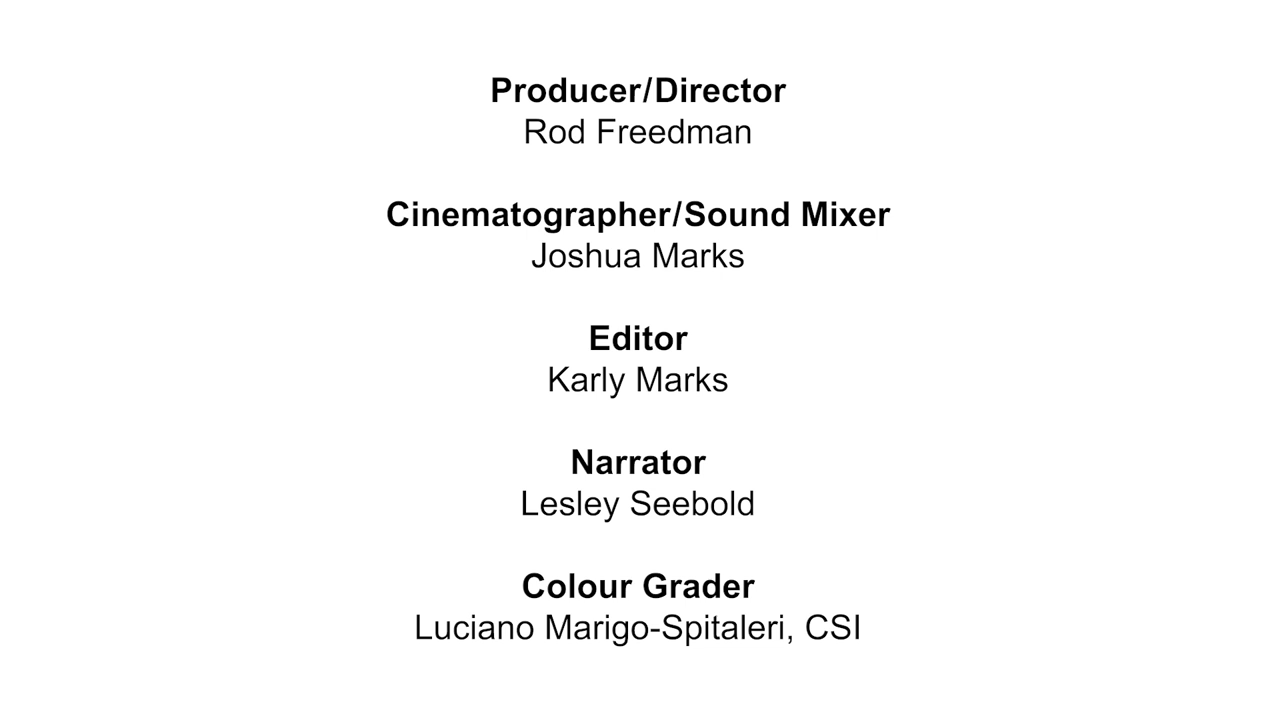 Producer/Director
Rod Freedman
Cinematographer/Sound Mixer
Joshua Marks
Editor
Karly Marks
Narrator
Lesley Seebold
Colour Grader
Luciano Marigo-Spitaleri, CSI